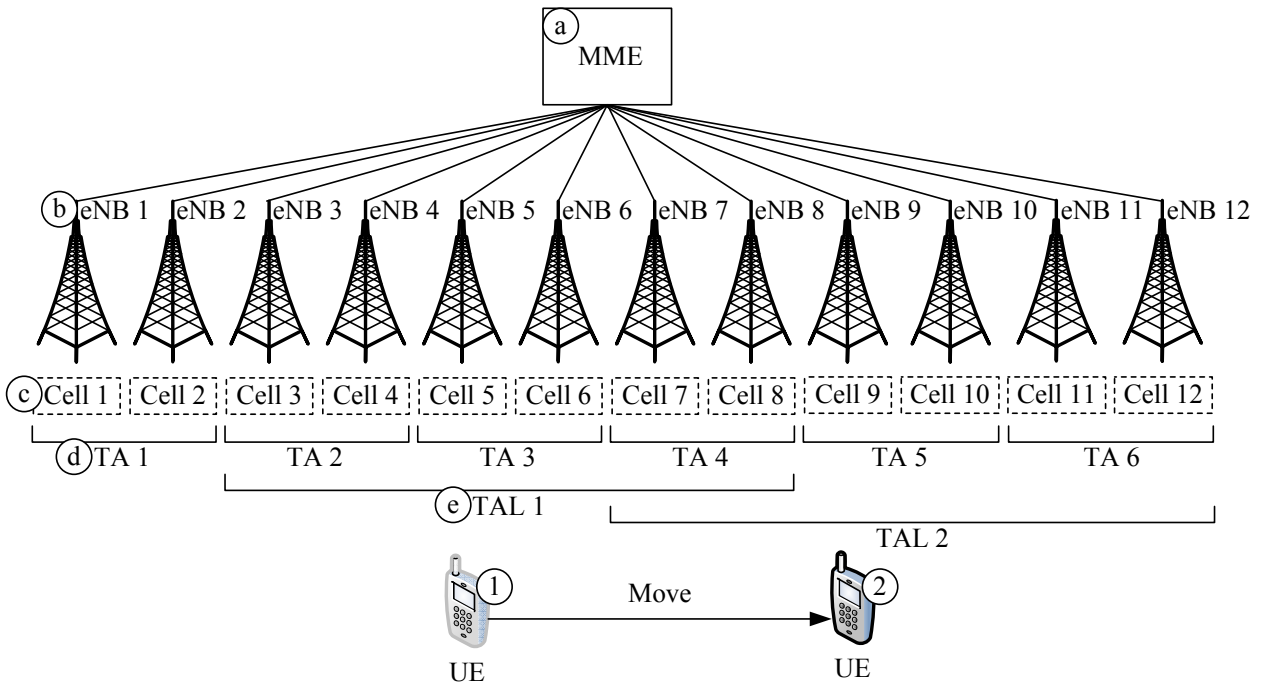 a
MME
b eNB 1 eNB 2 eNB 3 eNB 4 eNB 5 eNB 6 eNB 7 eNB 8 eNB 9 eNB 10 eNB 11 eNB 12
c Cell 1 Cell 2 Cell 3 Cell 4 Cell 5 Cell 6 Cell 7 Cell 8 Cell 9 Cell 10 Cell 11 Cell 12
d TA 1 TA 2 TA 3 TA 4 TA 5 TA 6
e TAL 1
TAL 2
1 Move 2
UE UE